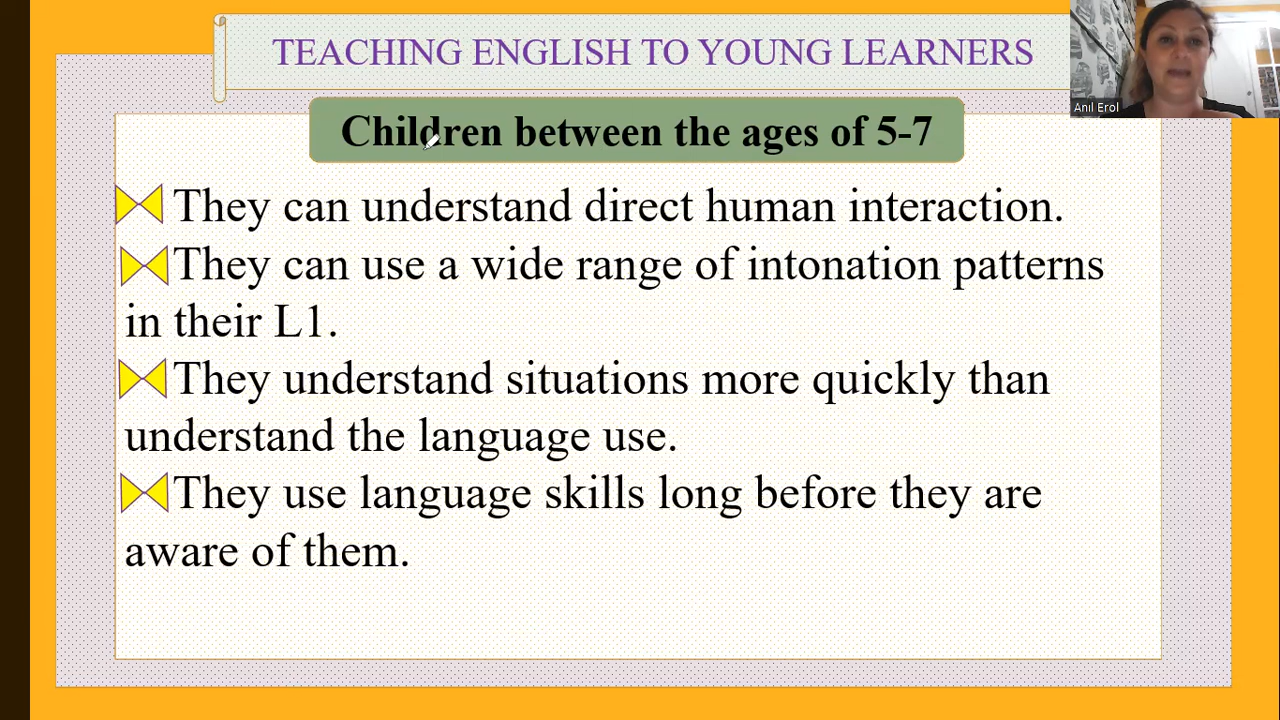 TEACHING ENGLISH TO YOUNG LEARNERS
Anıl Erol
Children between the ages of 5-7
They can understand direct human interaction.
They can use a wide range of intonation patterns
in their L1.
They understand situations more quickly than
understand the language use.
They use language skills long before they are
aware of them.